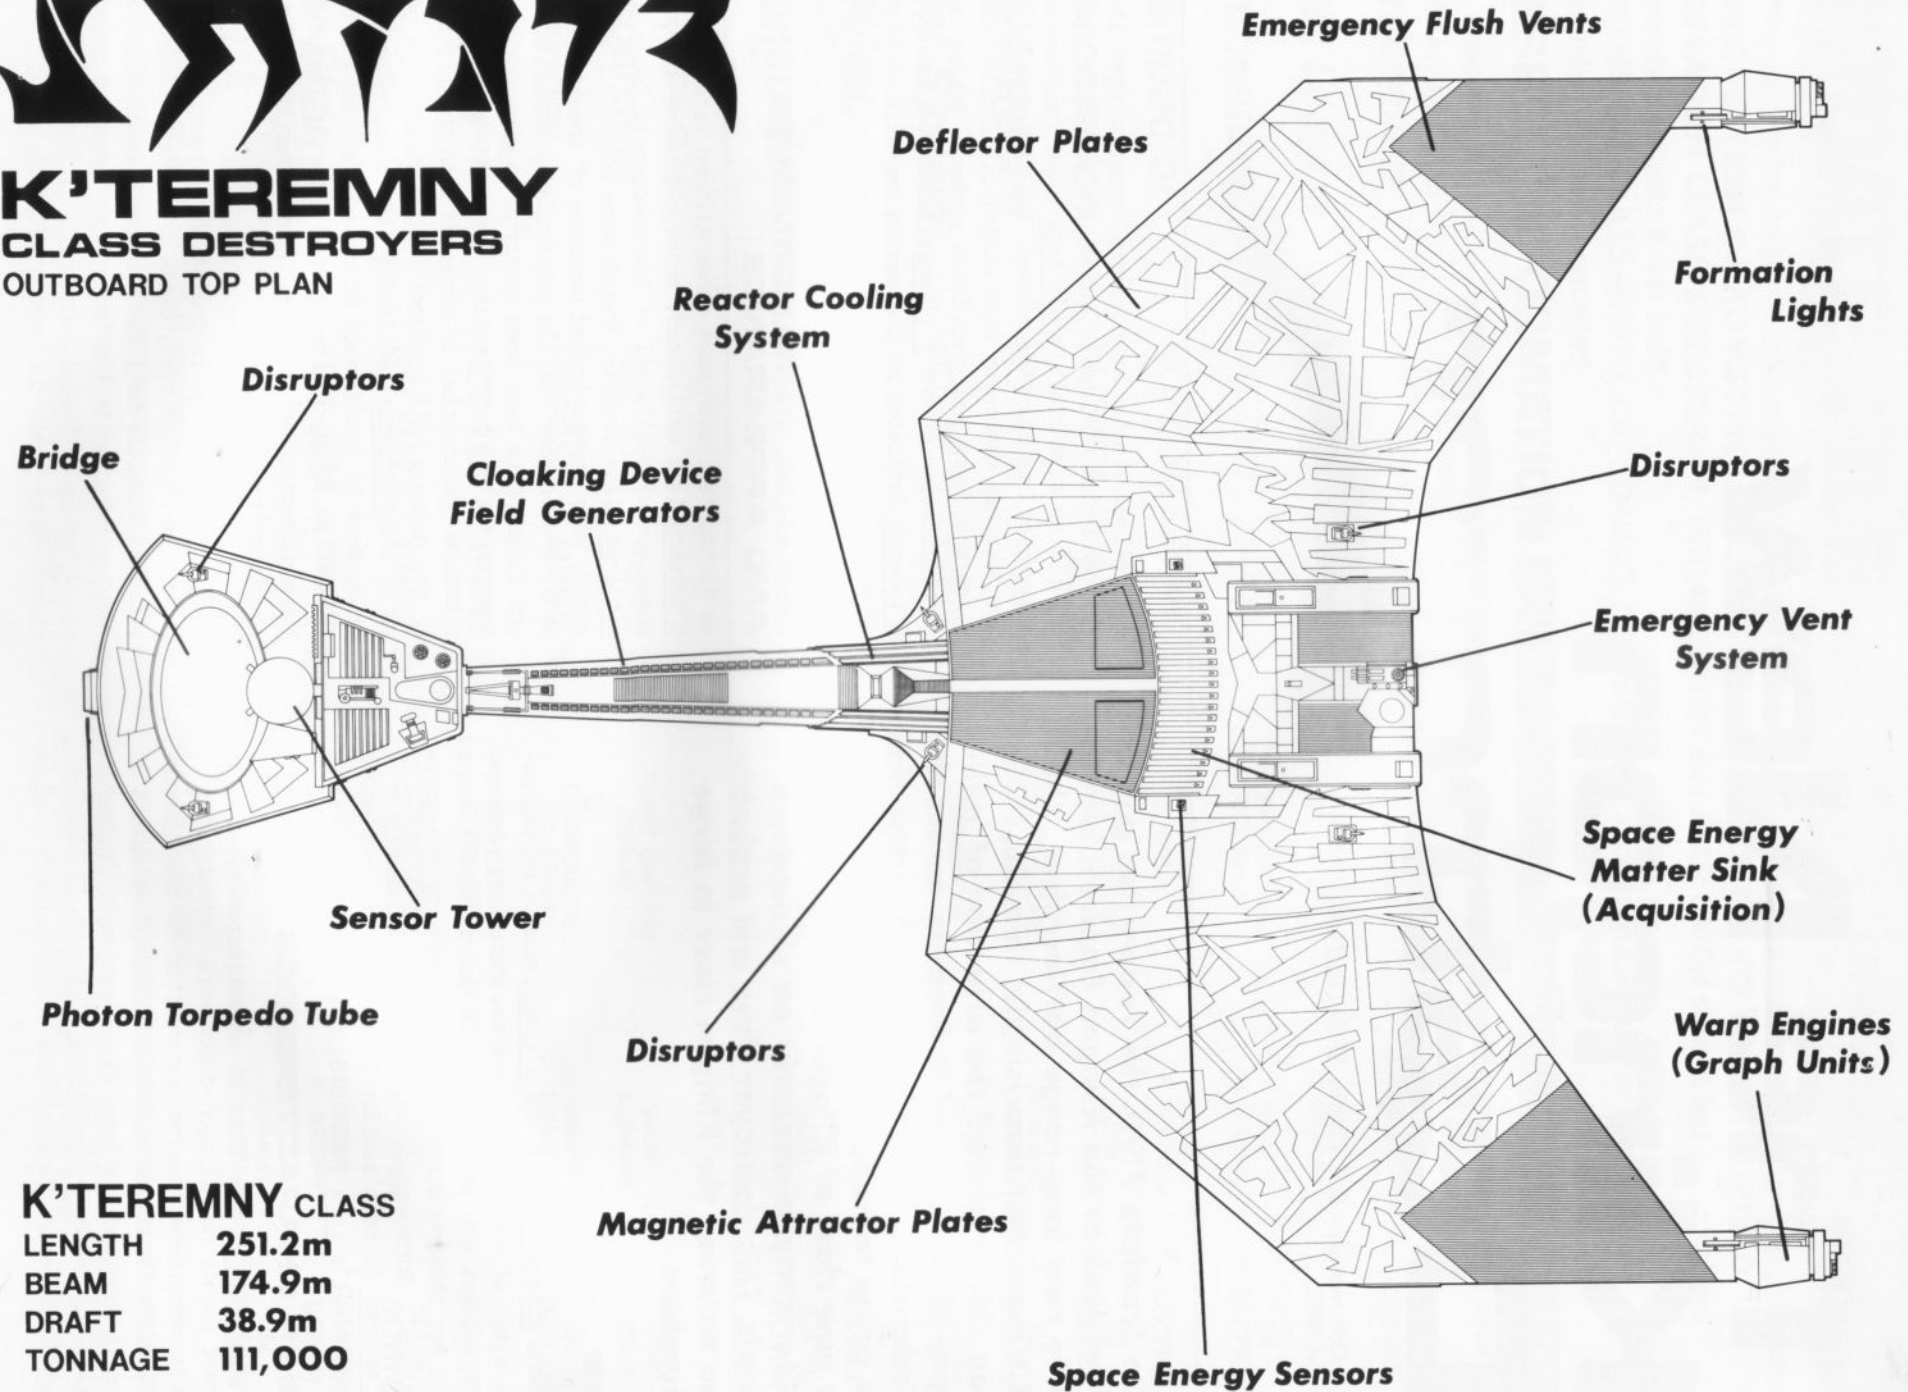 K'TEREMNY
CLASS DESTROYERS
OUTBOARD TOP PLAN
Emergency Flush Vents
Deflector Plates
Formation
Lights
Reactor Cooling
System
Disruptors
Bridge
Cloaking Device
Field Generators
Disruptors
Emergency Vent
System
Space Energy
Matter Sink
(Acquisition)
Sensor Tower
Photon Torpedo Tube
Disruptors
Warp Engines
(Graph Units)
Magnetic Attractor Plates
Space Energy Sensors
K'TEREMNY CLASS
LENGTH 251.2m
BEAM 174.9m
DRAFT 38.9m
TONNAGE 111,000